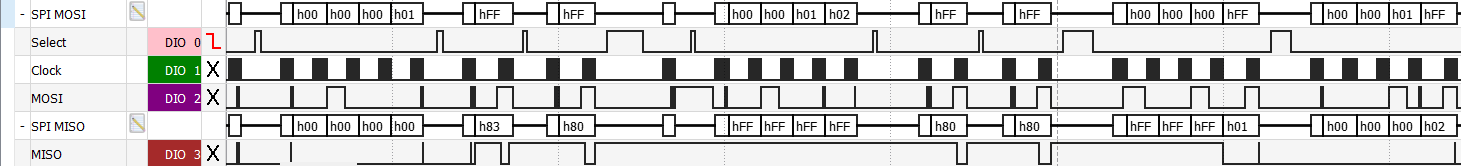 - SPI MOSI h00 h00 h00 h01 hFF hFF h00 h00 h01 h02 hFF hFF h00 h00 h00 hFF h00 h00 h01 hFF
Select DIO 0
Clock DIO 1 X
MOSI DIO 2 X
- SPI MISO h00 h00 h00 h00 h83 h80 hFF hFF hFF hFF h80 h80 hFF hFF hFF h01 h00 h00 h00 h02
MISO DIO 3 X